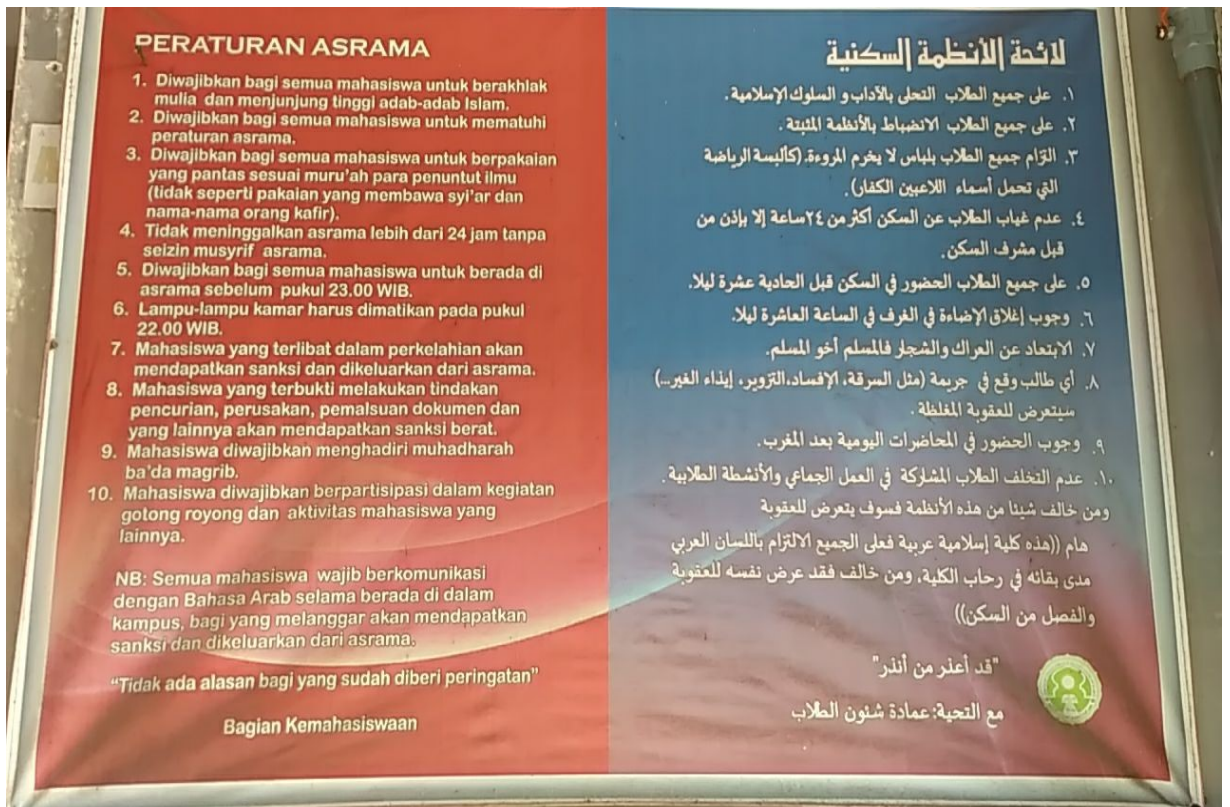 PERATURAN ASRAMA
1. Diwajibkan bagi semua mahasiswa untuk berakhlak
mulia dan menjunjung tinggi adab-adab Islam.
2. Diwajibkan bagi semua mahasiswa untuk mematuhi
peraturan asrama.
3. Diwajibkan bagi semua mahasiswa untuk berpakaian
yang pantas sesuai muru'ah para penuntut ilmu
(tidak seperti pakaian yang membawa syi'ar dan
nama-nama orang kafir).
4. Tidak meninggalkan asrama lebih dari 24 jam tanpa
seizin musyrif asrama.
5. Diwajibkan bagi semua mahasiswa untuk berada di
asrama sebelum pukul 23.00 WIB.
6. Lampu-lampu kamar harus dimatikan pada pukul
22.00 WIB.
7. Mahasiswa yang terlibat dalam perkelahian akan
mendapatkan sanksi dan dikeluarkan dari asrama.
8. Mahasiswa yang terbukti melakukan tindakan
pencurian, perusakan, pemalsuan dokumen dan
yang lainnya akan mendapatkan sanksi berat.
9. Mahasiswa diwajibkan menghadiri muhadharah
ba'da magrib.
10. Mahasiswa diwajibkan berpartisipasi dalam kegiatan
gotong royong dan aktivitas mahasiswa yang
lainnya.
NB: Semua mahasiswa wajib berkomunikasi
dengan Bahasa Arab selama berada di dalam
kampus, bagi yang melanggar akan mendapatkan
sanksi dan dikeluarkan dari asrama.
“Tidak ada alasan bagi yang sudah diberi peringatan”
Bagian Kemahasiswaan
لائحة الأنظمة السكنية
١. على جميع الطلاب التحلى بالآداب و السلوك الإسلامية .
٢. على جميع الطلاب الانضباط بالأنظمة المثبتة .
٣. التزام جميع الطلاب بلباس لا يخرم المروءة. (كألبسة الرياضة
التي تحمل أسماء اللاعبين الكفار).
٤. عدم غياب الطلاب عن السكن أكثر من ٢٤ساعة إلا بإذن من
قبل مشرف السكن.
٥. على جميع الطلاب الحضور في السكن قبل الحادية عشرة ليلا.
٦. وجوب إغلاق الإضاءة في الغرف في الساعة العاشرة ليلا.
٧. الابتعاد عن العراك والشجار فالمسلم أخو المسلم.
٨. أي طالب وقع في جريمة (مثل السرقة، الإفساد،التزوير، إيذاء الغير...)
سيتعرض للعقوبة المغلظة .
٩. وجوب الحضور في المحاضرات اليومية بعد المغرب.
١٠. عدم التخلف الطلاب المشاركة في العمل الجماعي والأنشطة الطلابية .
ومن خالف شيئا من هذه الأنظمة فسوف يتعرض للعقوبة
هام ((هذه كلية إسلامية عربية فعلى الجميع الالتزام باللسان العربي
مدى بقائه في رحاب الكلية، ومن خالف فقد عرض نفسه للعقوبة
والفصل من السكن))
"قد أعذر من أنذر"
مع التحية: عمادة شئون الطلاب